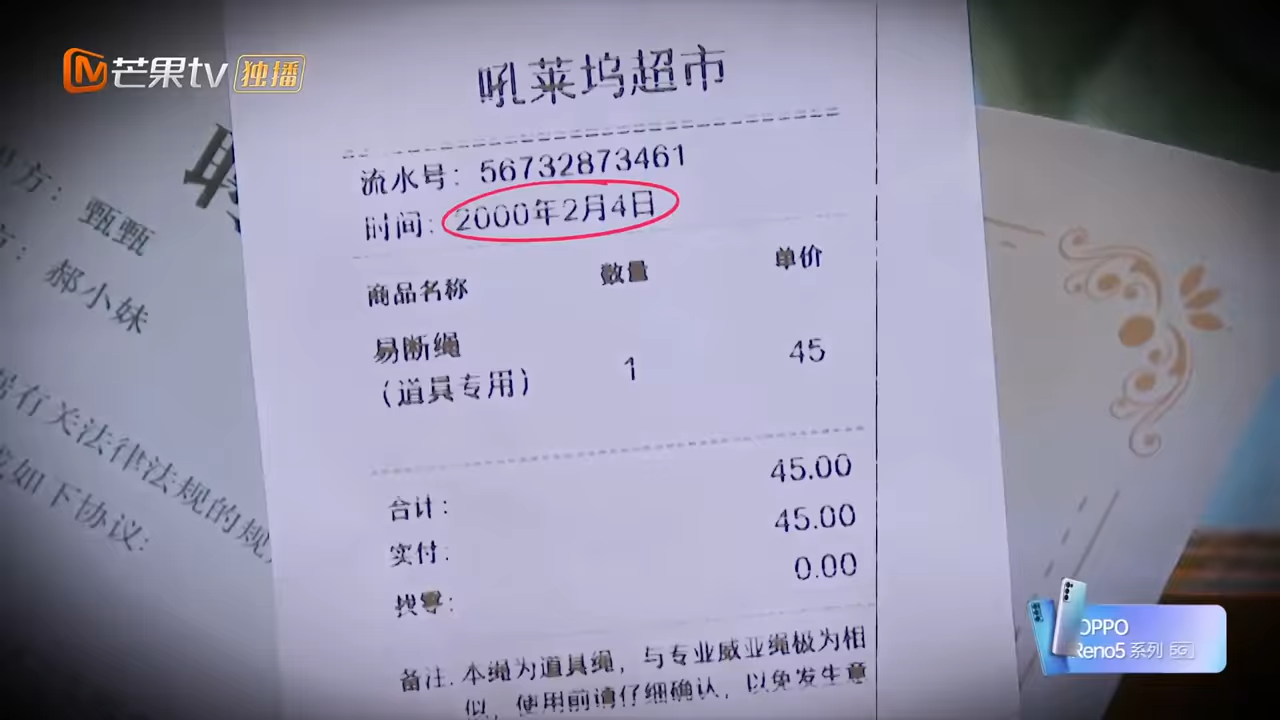 芒果tv 独播
吼莱坞超市
流水号：56732873461
时间：2000年2月4日
商品名称 数量 单价
易断绳
（道具专用） 1 45
合计： 45.00
实付： 45.00
找零： 0.00
备注.本绳为道具绳，与专业威亚绳极为相
似，使用前请仔细确认，以免发生意
聘
方：甄甄
方：郝小妹
有关法律法规的规
如下协议：
OPPO
Reno5 系列 5G